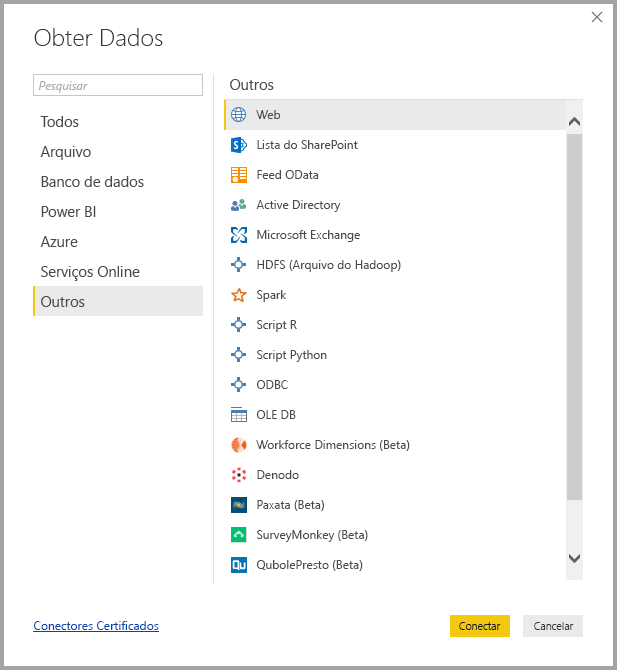 Obter Dados
Pesquisar
Todos
Arquivo
Banco de dados
Power BI
Azure
Serviços Online
Outros
Outros
Web
Lista do SharePoint
Feed OData
Active Directory
Microsoft Exchange
HDFS (Arquivo do Hadoop)
Spark
Script R
Script Python
ODBC
OLE DB
Workforce Dimensions (Beta)
Denodo
Paxata (Beta)
SurveyMonkey (Beta)
QubolePresto (Beta)
Conectores Certificados
Conectar
Cancelar